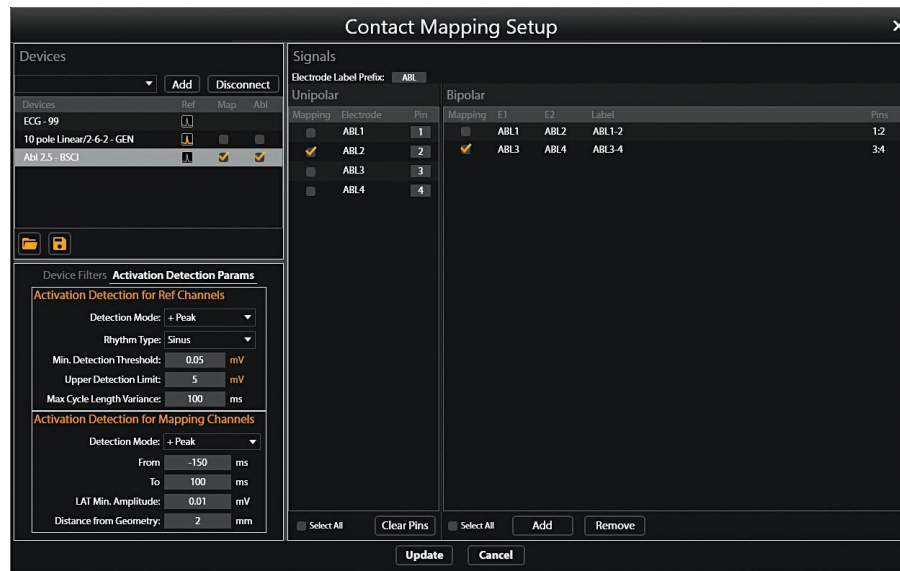 Contact Mapping Setup
Devices
Add Disconnect
Devices Ref Map Abl
ECG - 99
10 pole Linear/2-6-2 - GEN
Abl 2.5 - BSCI
Device Filters Activation Detection Params
Activation Detection for Ref Channels
Detection Mode: + Peak
Rhythm Type: Sinus
Min. Detection Threshold: 0.05 mV
Upper Detection Limit: 5 mV
Max Cycle Length Variance: 100 ms
Activation Detection for Mapping Channels
Detection Mode: + Peak
From -150 ms
To 100 ms
LAT Min. Amplitude: 0.01 mV
Distance from Geometry: 2 mm
Signals
Electrode Label Prefix: ABL
Unipolar
Mapping Electrode Pin
ABL1 1
ABL2 2
ABL3 3
ABL4 4
Select All Clear Pins
Bipolar
Mapping E1 E2 Label Pins
ABL1 ABL2 ABL1-2 1:2
ABL3 ABL4 ABL3-4 3:4
Select All Add Remove
Update Cancel